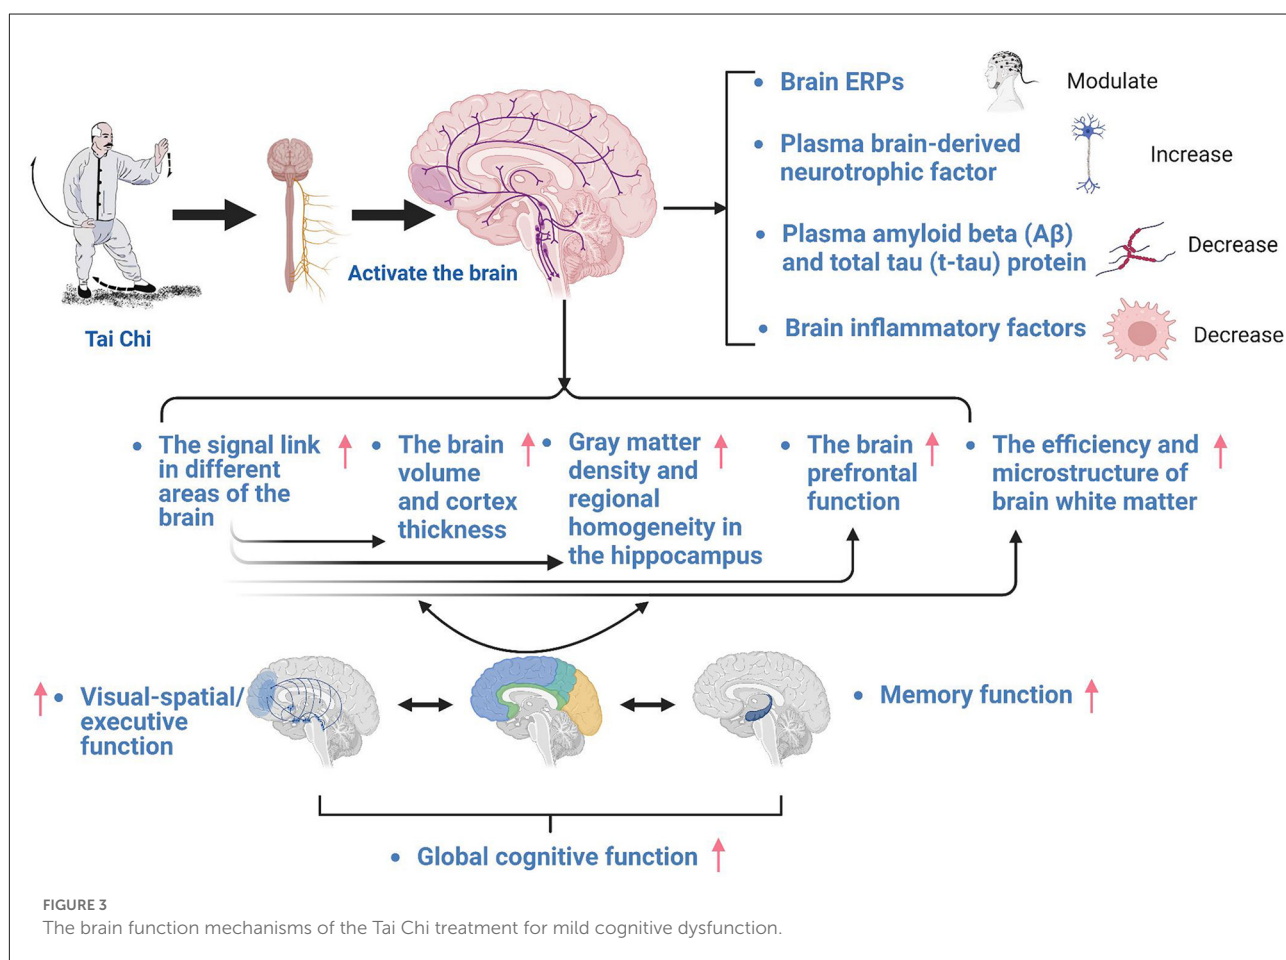 Brain ERPs
Modulate
Plasma brain-derived
neurotrophic factor
Increase
Plasma amyloid beta (Aβ)
and total tau (t-tau) protein
Decrease
Brain inflammatory factors
Decrease
Tai Chi
Activate the brain
The signal link
in different
areas of the
brain
The brain
volume
and cortex
thickness
Gray matter
density and
regional
homogeneity in
the hippocampus
The brain
prefrontal
function
The efficiency and
microstructure of
brain white matter
Visual-spatial/
executive
function
Memory function
Global cognitive function
FIGURE 3
The brain function mechanisms of the Tai Chi treatment for mild cognitive dysfunction.